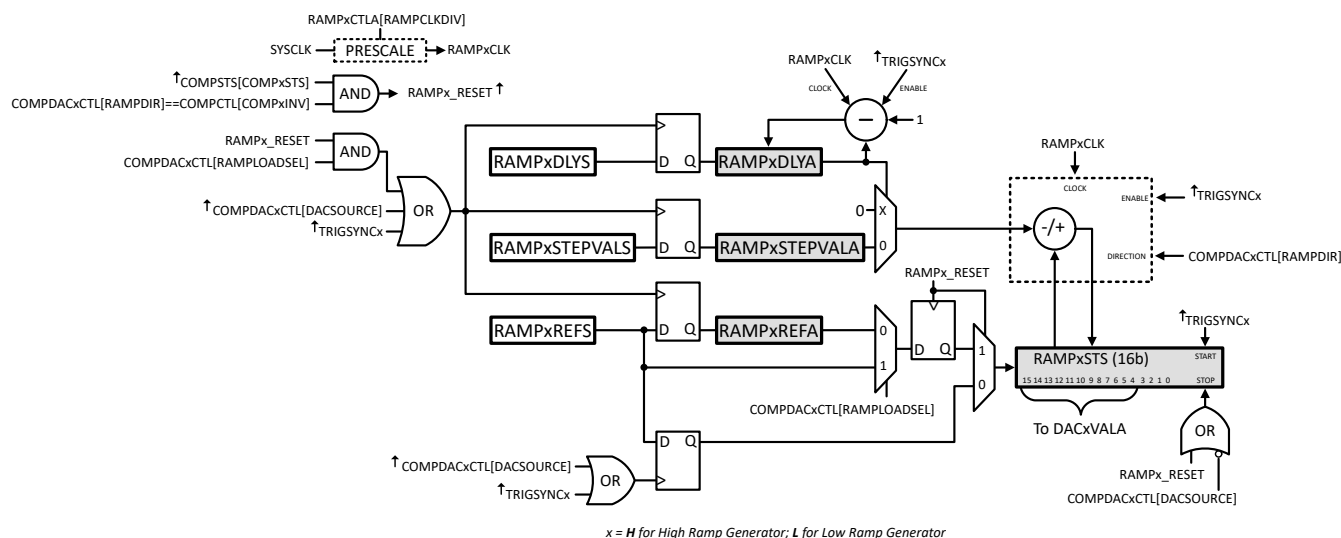 RAMPxCTLA[RAMPCLKDIV]
SYSCLK
PRESCALE
RAMPxCLK
↑COMPSTS[COMPxSTS]
COMPDACxCTL[RAMPDIR]==COMPCTL[COMPxINV]
AND
RAMPx_RESET ↑
RAMPx_RESET
COMPDACxCTL[RAMPLOADSEL]
AND
↑COMPDACxCTL[DACSOURCE]
↑TRIGSYNCx
OR
RAMPxDLYS
D Q
RAMPxDLYA
RAMPxCLK
↑TRIGSYNCx
CLOCK
ENABLE
−
1
RAMPxSTEPVALS
D Q
RAMPxSTEPVALA
0
X
0
RAMPxCLK
CLOCK
ENABLE
↑TRIGSYNCx
-/+
DIRECTION
COMPDACxCTL[RAMPDIR]
RAMPxREFS
D Q
RAMPxREFA
0
1
COMPDACxCTL[RAMPLOADSEL]
RAMPx_RESET
D Q
1
0
↑TRIGSYNCx
RAMPxSTS (16b)
START
15 14 13 12 11 10 9 8 7 6 5 4 3 2 1 0
STOP
To DACxVALA
OR
RAMPx_RESET
COMPDACxCTL[DACSOURCE]
D Q
↑COMPDACxCTL[DACSOURCE]
↑TRIGSYNCx
OR
x = H for High Ramp Generator; L for Low Ramp Generator